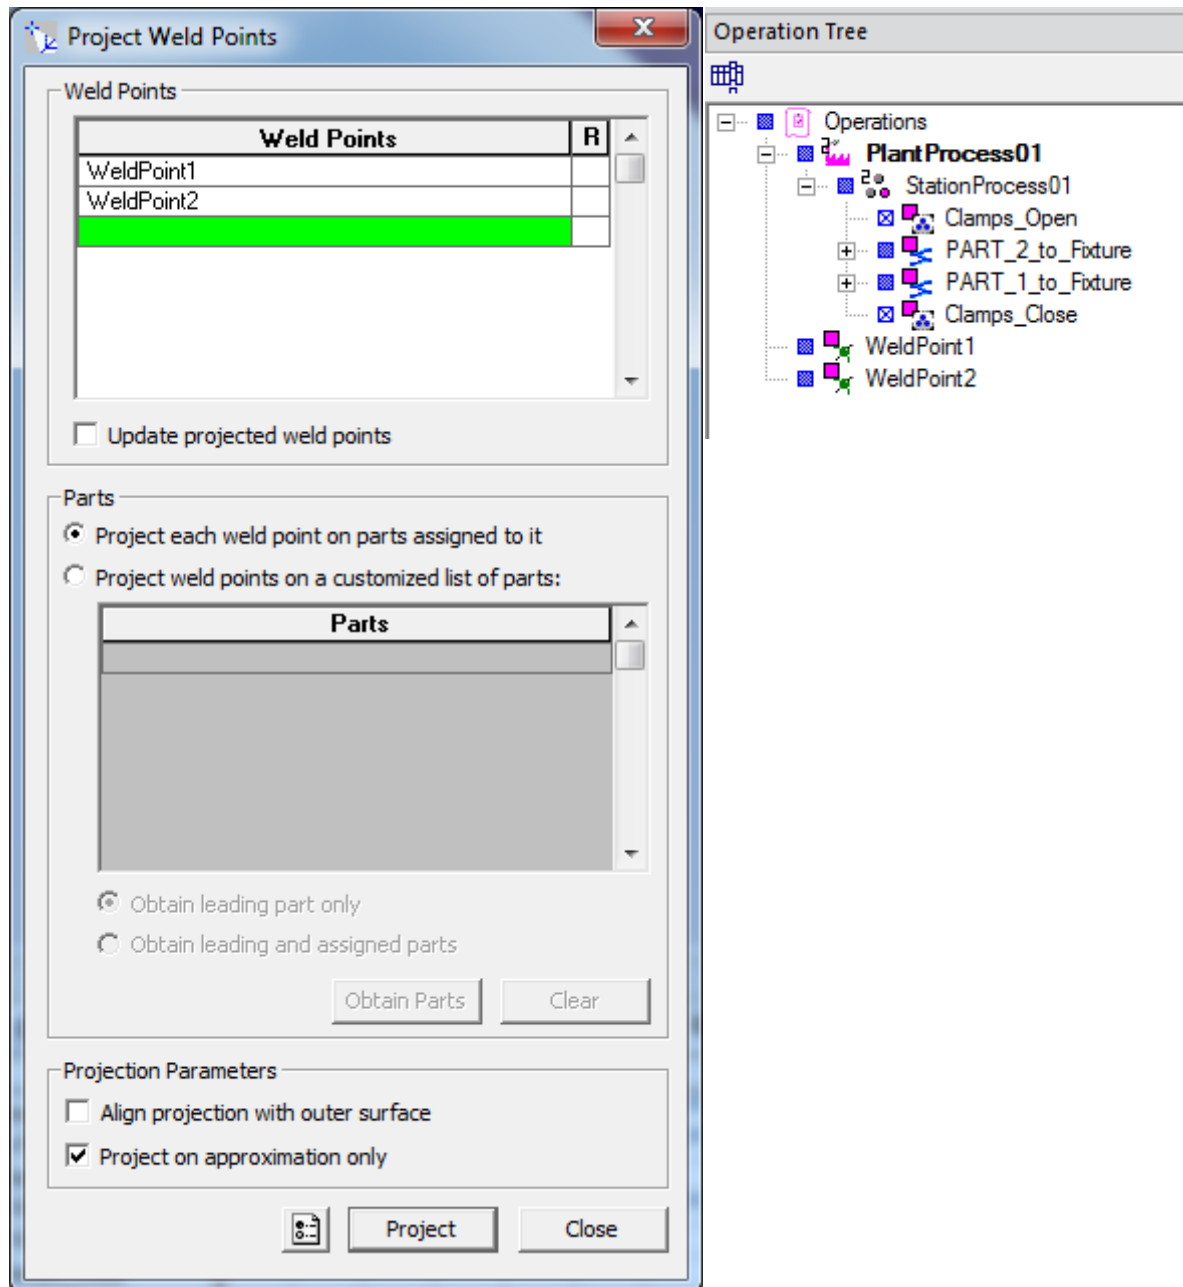 Project Weld Points
Weld Points
Weld Points R
WeldPoint1
WeldPoint2
Update projected weld points
Parts
Project each weld point on parts assigned to it
Project weld points on a customized list of parts:
Parts
Obtain leading part only
Obtain leading and assigned parts
Obtain Parts Clear
Projection Parameters
Align projection with outer surface
Project on approximation only
Project Close
Operation Tree
Operations
PlantProcess01
StationProcess01
Clamps_Open
PART_2_to_Fixture
PART_1_to_Fixture
Clamps_Close
WeldPoint1
WeldPoint2